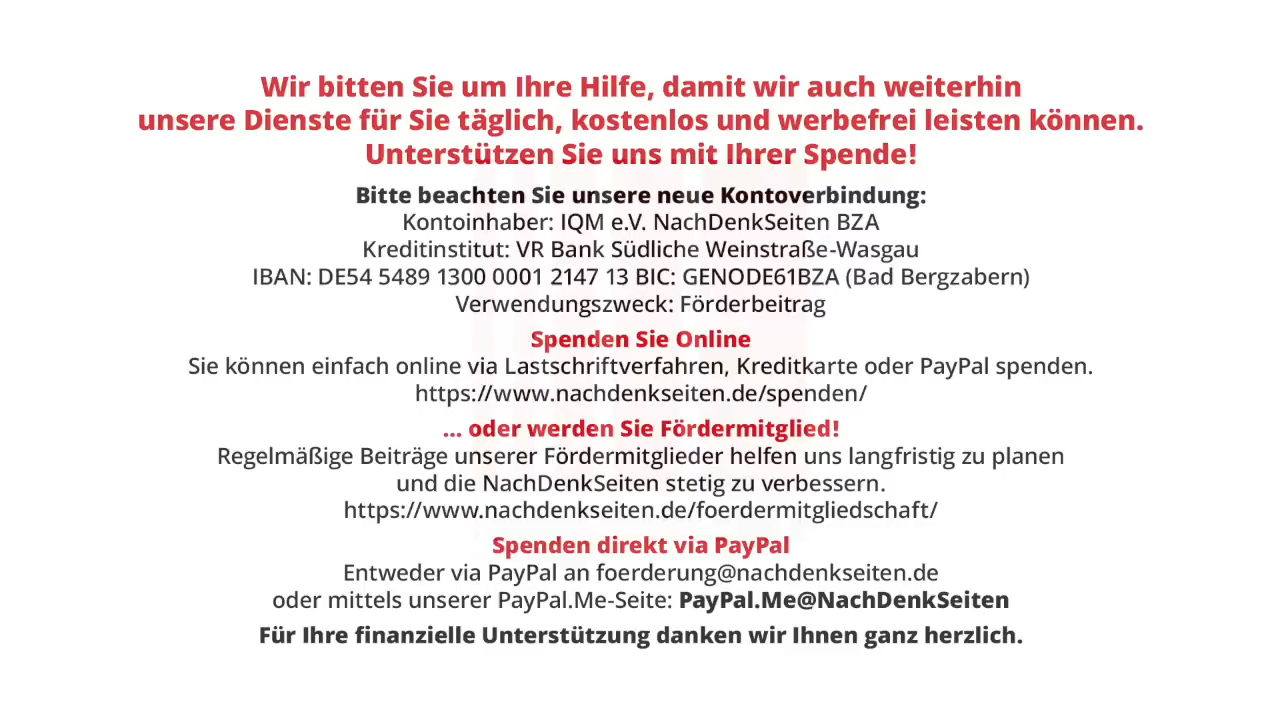 Wir bitten Sie um Ihre Hilfe, damit wir auch weiterhin
unsere Dienste für Sie täglich, kostenlos und werbefrei leisten können.
Unterstützen Sie uns mit Ihrer Spende!
Bitte beachten Sie unsere neue Kontoverbindung:
Kontoinhaber: IQM e.V. NachDenkSeiten BZA
Kreditinstitut: VR Bank Südliche Weinstraße-Wasgau
IBAN: DE54 5489 1300 0001 2147 13 BIC: GENODE61BZA (Bad Bergzabern)
Verwendungszweck: Förderbeitrag
Spenden Sie Online
Sie können einfach online via Lastschriftverfahren, Kreditkarte oder PayPal spenden.
https://www.nachdenkseiten.de/spenden/
... oder werden Sie Fördermitglied!
Regelmäßige Beiträge unserer Fördermitglieder helfen uns langfristig zu planen
und die NachDenkSeiten stetig zu verbessern.
https://www.nachdenkseiten.de/foerdermitgliedschaft/
Spenden direkt via PayPal
Entweder via PayPal an foerderung@nachdenkseiten.de
oder mittels unserer PayPal.Me-Seite: PayPal.Me@NachDenkSeiten
Für Ihre finanzielle Unterstützung danken wir Ihnen ganz herzlich.